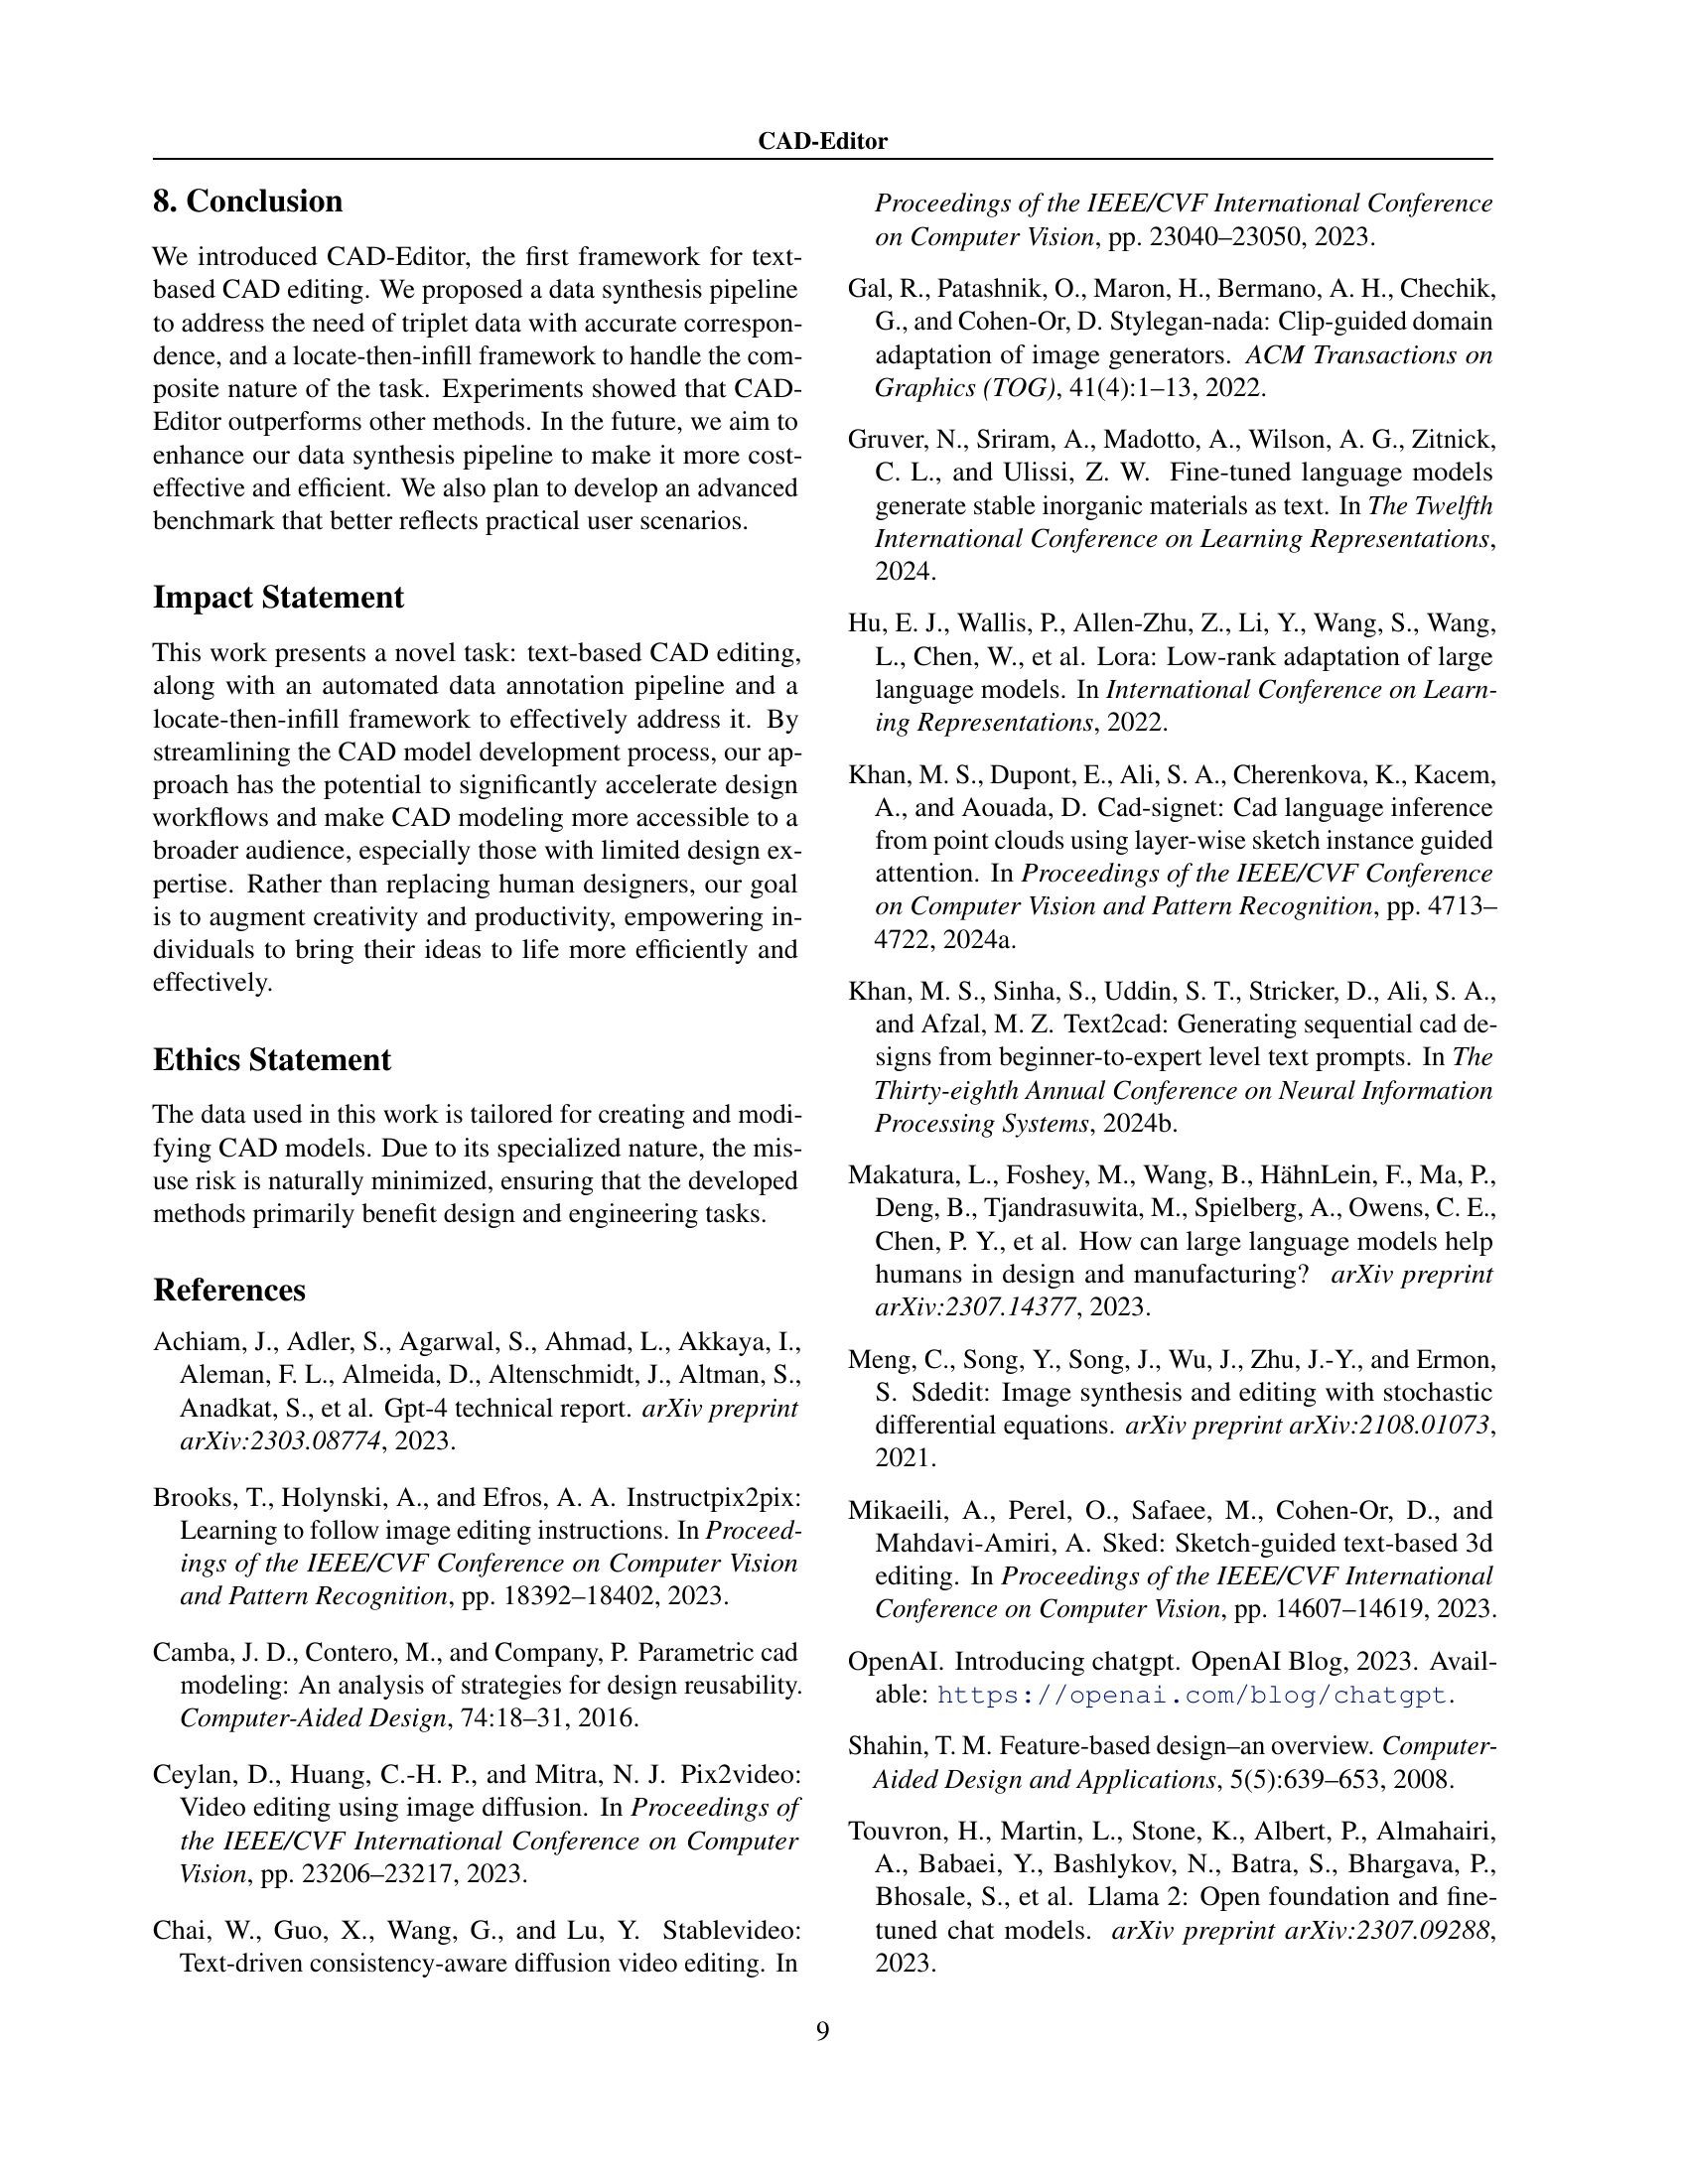 CAD-Editor
8. Conclusion
We introduced CAD-Editor, the first framework for text-
based CAD editing. We proposed a data synthesis pipeline
to address the need of triplet data with accurate correspon-
dence, and a locate-then-infill framework to handle the com-
posite nature of the task. Experiments showed that CAD-
Editor outperforms other methods. In the future, we aim to
enhance our data synthesis pipeline to make it more cost-
effective and efficient. We also plan to develop an advanced
benchmark that better reflects practical user scenarios.
Impact Statement
This work presents a novel task: text-based CAD editing,
along with an automated data annotation pipeline and a
locate-then-infill framework to effectively address it. By
streamlining the CAD model development process, our ap-
proach has the potential to significantly accelerate design
workflows and make CAD modeling more accessible to a
broader audience, especially those with limited design ex-
pertise. Rather than replacing human designers, our goal
is to augment creativity and productivity, empowering in-
dividuals to bring their ideas to life more efficiently and
effectively.
Ethics Statement
The data used in this work is tailored for creating and modi-
fying CAD models. Due to its specialized nature, the mis-
use risk is naturally minimized, ensuring that the developed
methods primarily benefit design and engineering tasks.
References
Achiam, J., Adler, S., Agarwal, S., Ahmad, L., Akkaya, I.,
Aleman, F. L., Almeida, D., Altenschmidt, J., Altman, S.,
Anadkat, S., et al. Gpt-4 technical report. arXiv preprint
arXiv:2303.08774, 2023.
Brooks, T., Holynski, A., and Efros, A. A. Instructpix2pix:
Learning to follow image editing instructions. In Proceed-
ings of the IEEE/CVF Conference on Computer Vision
and Pattern Recognition, pp. 18392–18402, 2023.
Camba, J. D., Contero, M., and Company, P. Parametric cad
modeling: An analysis of strategies for design reusability.
Computer-Aided Design, 74:18–31, 2016.
Ceylan, D., Huang, C.-H. P., and Mitra, N. J. Pix2video:
Video editing using image diffusion. In Proceedings of
the IEEE/CVF International Conference on Computer
Vision, pp. 23206–23217, 2023.
Chai, W., Guo, X., Wang, G., and Lu, Y. Stablevideo:
Text-driven consistency-aware diffusion video editing. In
Proceedings of the IEEE/CVF International Conference
on Computer Vision, pp. 23040–23050, 2023.
Gal, R., Patashnik, O., Maron, H., Bermano, A. H., Chechik,
G., and Cohen-Or, D. Stylegan-nada: Clip-guided domain
adaptation of image generators. ACM Transactions on
Graphics (TOG), 41(4):1–13, 2022.
Gruver, N., Sriram, A., Madotto, A., Wilson, A. G., Zitnick,
C. L., and Ulissi, Z. W. Fine-tuned language models
generate stable inorganic materials as text. In The Twelfth
International Conference on Learning Representations,
2024.
Hu, E. J., Wallis, P., Allen-Zhu, Z., Li, Y., Wang, S., Wang,
L., Chen, W., et al. Lora: Low-rank adaptation of large
language models. In International Conference on Learn-
ing Representations, 2022.
Khan, M. S., Dupont, E., Ali, S. A., Cherenkova, K., Kacem,
A., and Aouada, D. Cad-signet: Cad language inference
from point clouds using layer-wise sketch instance guided
attention. In Proceedings of the IEEE/CVF Conference
on Computer Vision and Pattern Recognition, pp. 4713–
4722, 2024a.
Khan, M. S., Sinha, S., Uddin, S. T., Stricker, D., Ali, S. A.,
and Afzal, M. Z. Text2cad: Generating sequential cad de-
signs from beginner-to-expert level text prompts. In The
Thirty-eighth Annual Conference on Neural Information
Processing Systems, 2024b.
Makatura, L., Foshey, M., Wang, B., HähnLein, F., Ma, P.,
Deng, B., Tjandrasuwita, M., Spielberg, A., Owens, C. E.,
Chen, P. Y., et al. How can large language models help
humans in design and manufacturing? arXiv preprint
arXiv:2307.14377, 2023.
Meng, C., Song, Y., Song, J., Wu, J., Zhu, J.-Y., and Ermon,
S. Sdedit: Image synthesis and editing with stochastic
differential equations. arXiv preprint arXiv:2108.01073,
2021.
Mikaeili, A., Perel, O., Safaee, M., Cohen-Or, D., and
Mahdavi-Amiri, A. Sked: Sketch-guided text-based 3d
editing. In Proceedings of the IEEE/CVF International
Conference on Computer Vision, pp. 14607–14619, 2023.
OpenAI. Introducing chatgpt. OpenAI Blog, 2023. Avail-
able: https://openai.com/blog/chatgpt.
Shahin, T. M. Feature-based design–an overview. Computer-
Aided Design and Applications, 5(5):639–653, 2008.
Touvron, H., Martin, L., Stone, K., Albert, P., Almahairi,
A., Babaei, Y., Bashlykov, N., Batra, S., Bhargava, P.,
Bhosale, S., et al. Llama 2: Open foundation and fine-
tuned chat models. arXiv preprint arXiv:2307.09288,
2023.
9